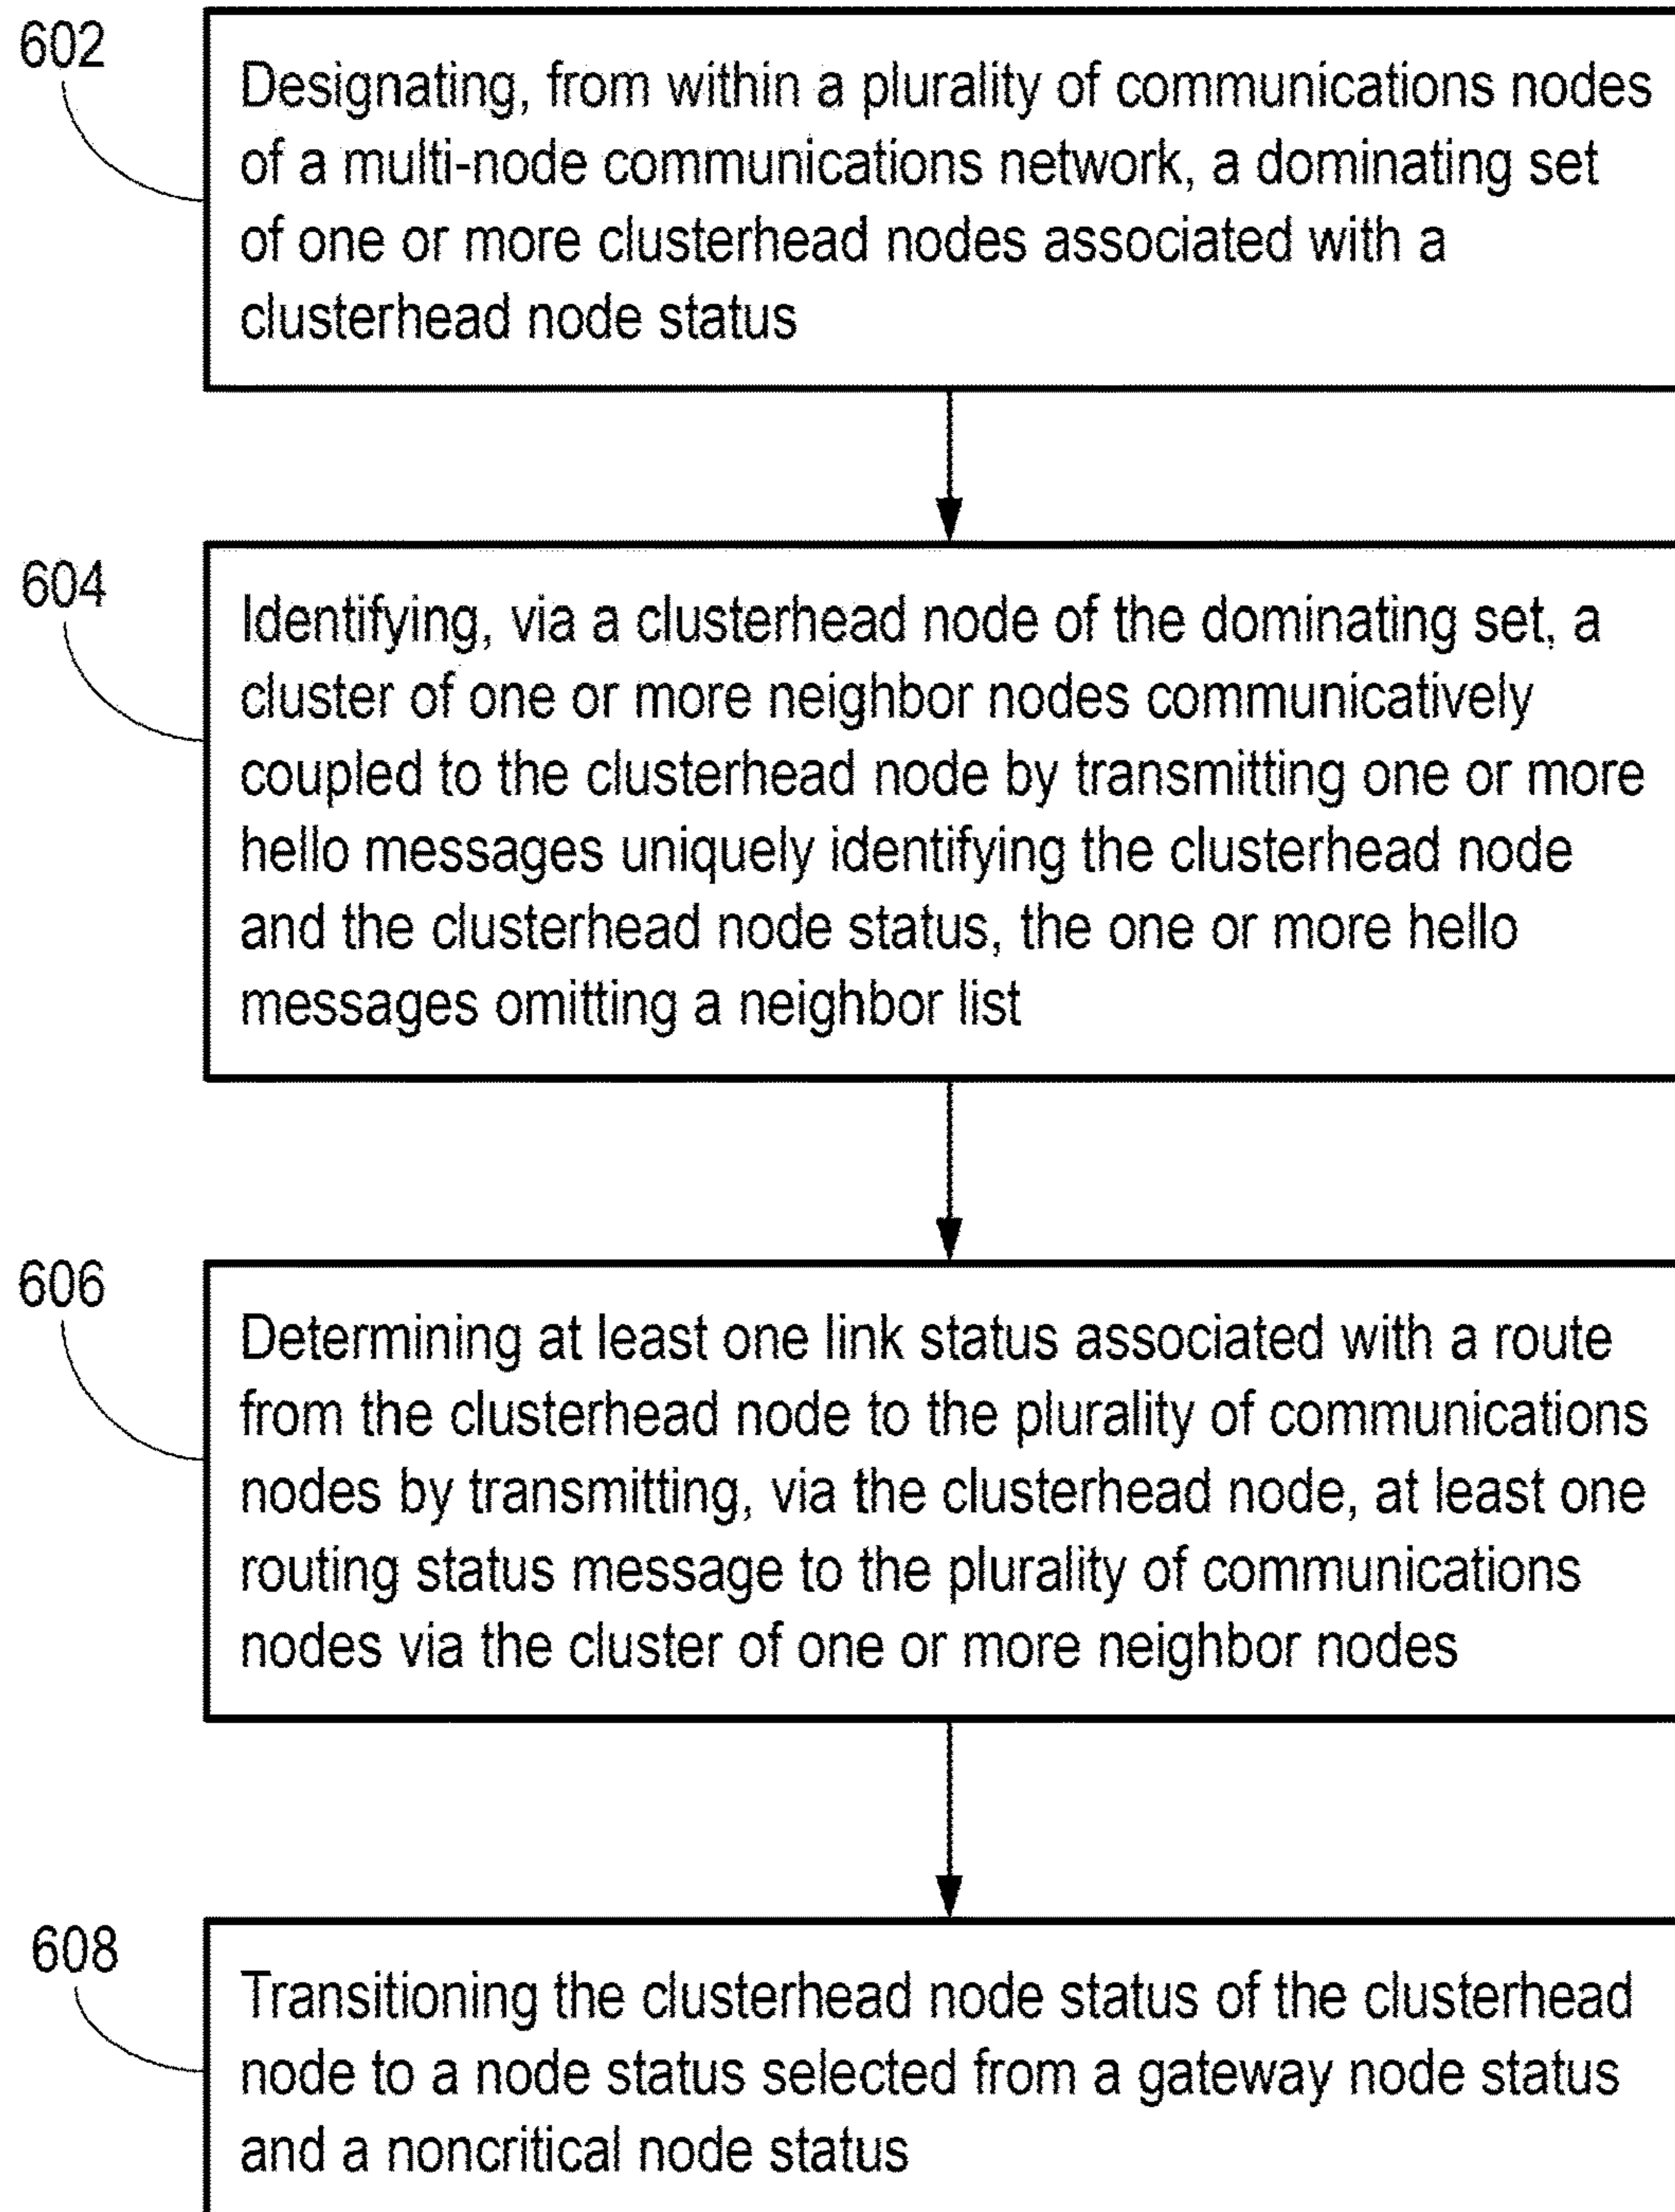 602
Designating, from within a plurality of communications nodes
of a multi-node communications network, a dominating set
of one or more clusterhead nodes associated with a
clusterhead node status
604
Identifying, via a clusterhead node of the dominating set, a
cluster of one or more neighbor nodes communicatively
coupled to the clusterhead node by transmitting one or more
hello messages uniquely identifying the clusterhead node
and the clusterhead node status, the one or more hello
messages omitting a neighbor list
606
Determining at least one link status associated with a route
from the clusterhead node to the plurality of communications
nodes by transmitting, via the clusterhead node, at least one
routing status message to the plurality of communications
nodes via the cluster of one or more neighbor nodes
608
Transitioning the clusterhead node status of the clusterhead
node to a node status selected from a gateway node status
and a noncritical node status